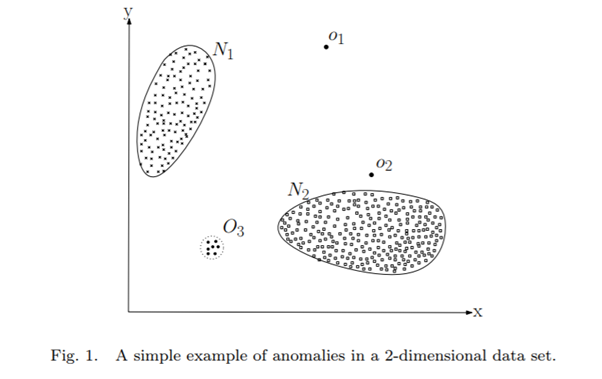 y
N1
o1
o2
N2
O3
x
Fig. 1. A simple example of anomalies in a 2-dimensional data set.